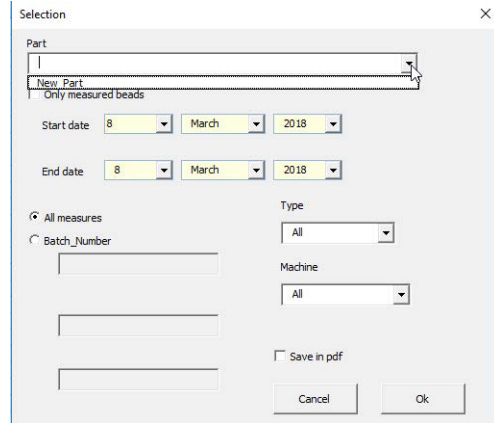 Selection
Part
New_Part
Only measured beads
Start date 8 March 2018
End date 8 March 2018
All measures
Batch_Number
Type
All
Machine
All
Save in pdf
Cancel Ok